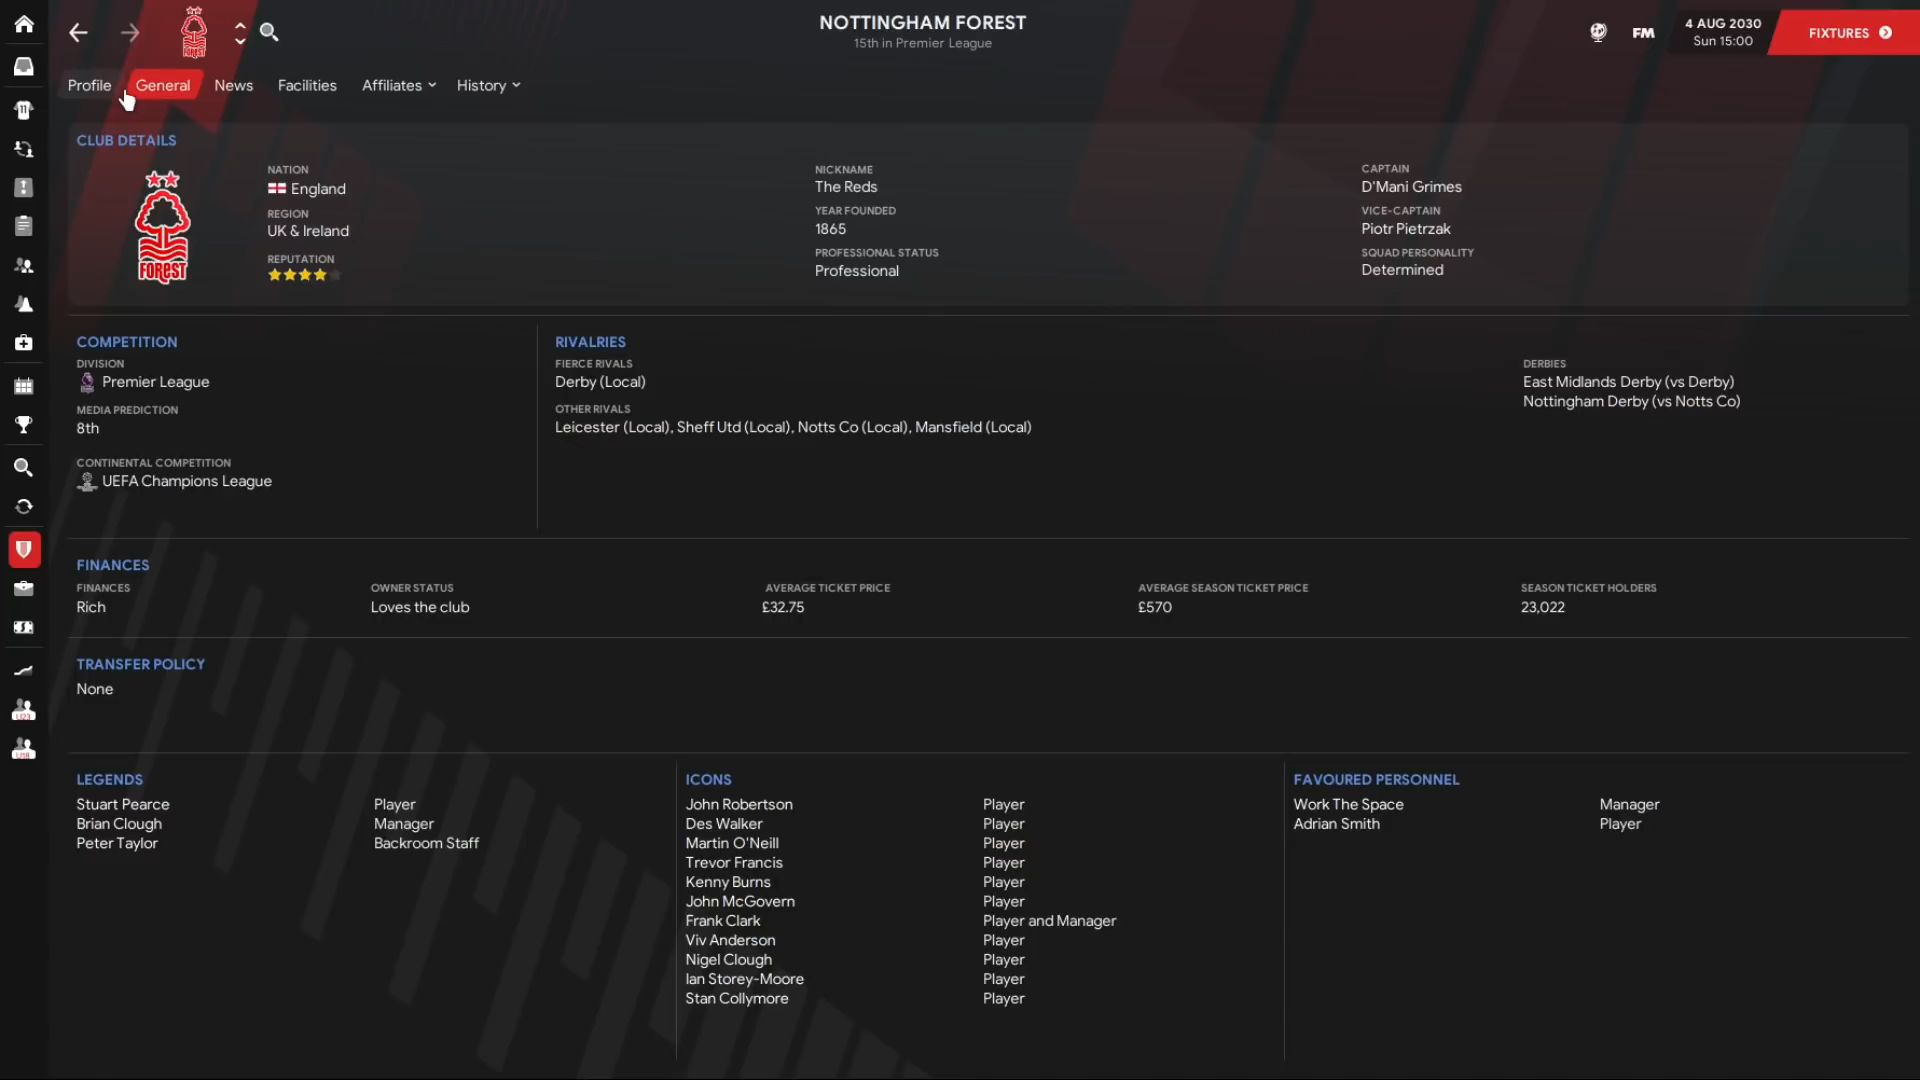 NOTTINGHAM FOREST
15th in Premier League
FM
4 AUG 2030
Sun 15:00
FIXTURES
FOREST
Profile
General
News
Facilities
Affiliates
History
CLUB DETAILS
FOREST
NATION
England
REGION
UK & Ireland
REPUTATION
NICKNAME
The Reds
YEAR FOUNDED
1865
PROFESSIONAL STATUS
Professional
CAPTAIN
D'Mani Grimes
VICE-CAPTAIN
Piotr Pietrzak
SQUAD PERSONALITY
Determined
COMPETITION
DIVISION
Premier League
MEDIA PREDICTION
8th
CONTINENTAL COMPETITION
UEFA Champions League
RIVALRIES
FIERCE RIVALS
Derby (Local)
OTHER RIVALS
Leicester (Local), Sheff Utd (Local), Notts Co (Local), Mansfield (Local)
DERBIES
East Midlands Derby (vs Derby)
Nottingham Derby (vs Notts Co)
FINANCES
FINANCES
Rich
OWNER STATUS
Loves the club
AVERAGE TICKET PRICE
£32.75
AVERAGE SEASON TICKET PRICE
£570
SEASON TICKET HOLDERS
23,022
TRANSFER POLICY
None
LEGENDS
Stuart Pearce Player
Brian Clough Manager
Peter Taylor Backroom Staff
ICONS
John Robertson Player
Des Walker Player
Martin O'Neill Player
Trevor Francis Player
Kenny Burns Player
John McGovern Player
Frank Clark Player and Manager
Viv Anderson Player
Nigel Clough Player
Ian Storey-Moore Player
Stan Collymore Player
FAVOURED PERSONNEL
Work The Space Manager
Adrian Smith Player
11
U23
U18